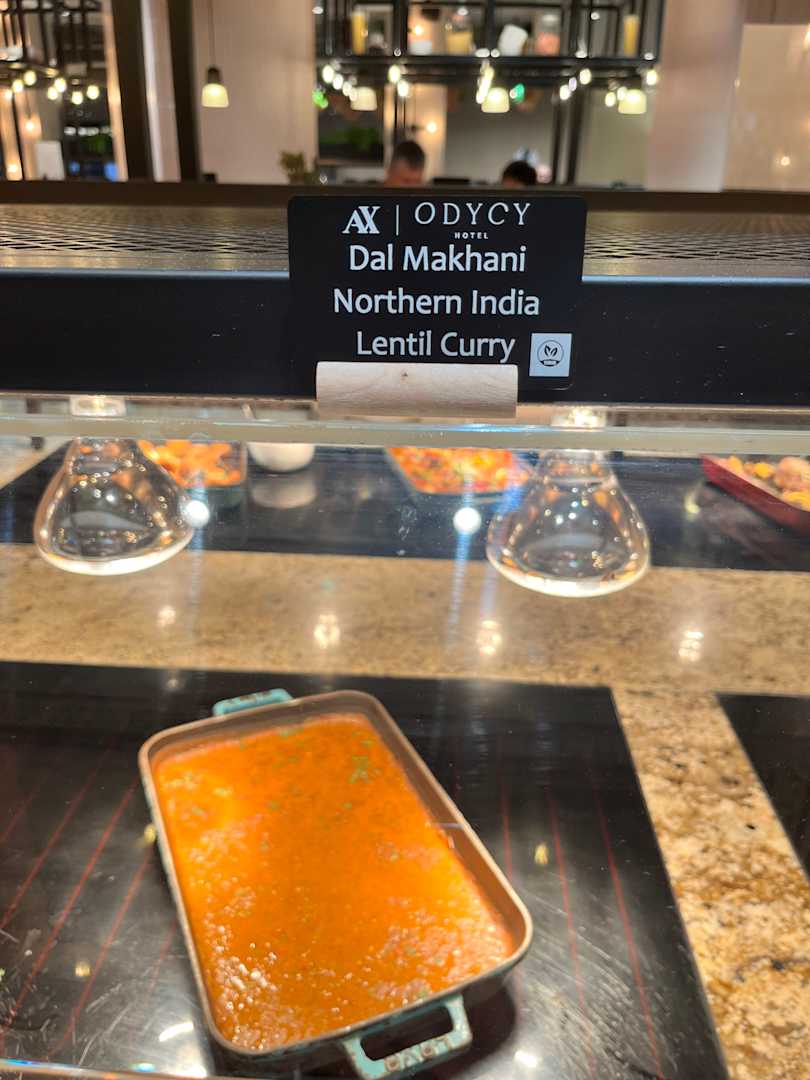 AX | ODYCY
HOTEL
Dal Makhani
Northern India
Lentil Curry